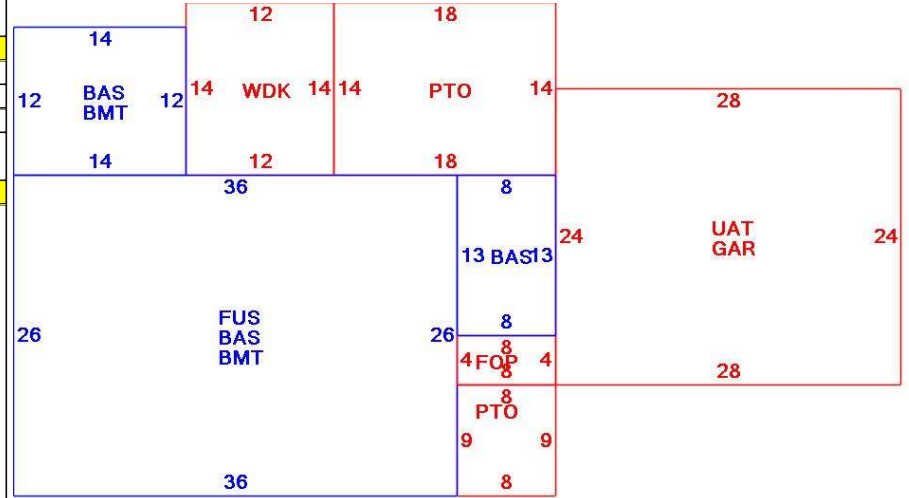 12 18
14
14 WDK 14 14 PTO 14
12 BAS 12
BMT
28
14 12 18
36 8
24 UAT 24
GAR
13 BAS 13
FUS
26 BAS 26
BMT
8
8
4 FOP 4
8
28
8
PTO
9 9
36 8